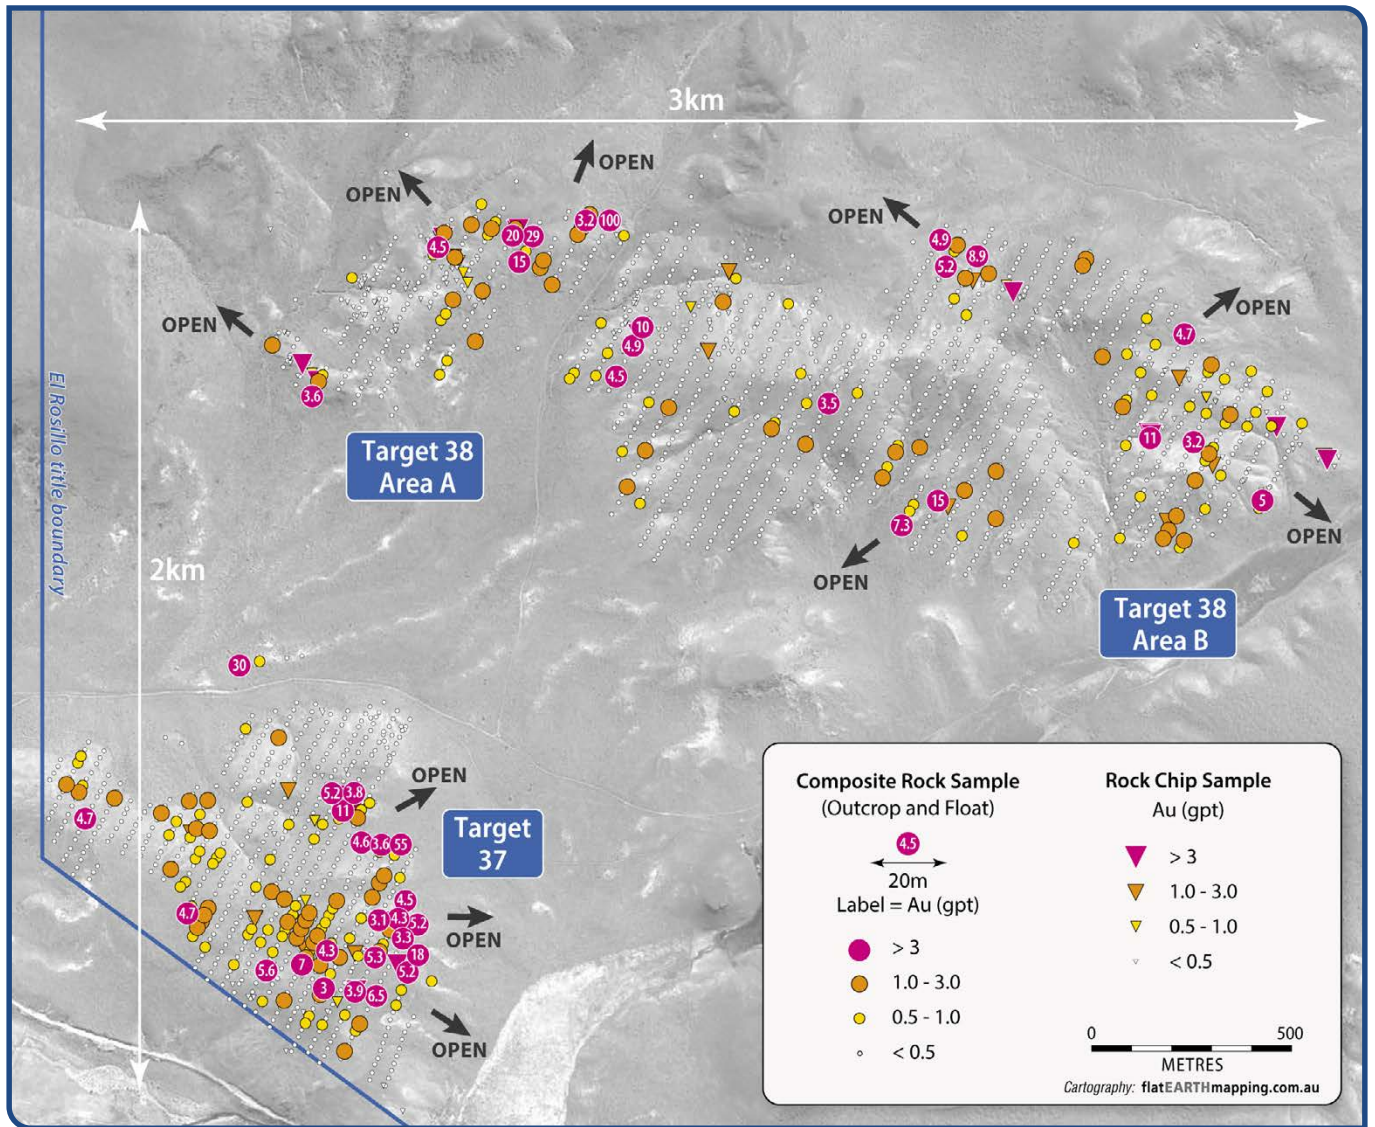 3km
OPEN
OPEN
OPEN
OPEN
3.2
100
20
29
4.5
15
4.9
8.9
5.2
OPEN
OPEN
10
4.9
4.5
4.7
3.6
3.5
11
3.2
El Rosillo title boundary
Target 38
Area A
15
7.3
5
OPEN
OPEN
2km
Target 38
Area B
30
OPEN
5.2
3.8
11
4.7
4.6
3.6
55
Target
37
4.7
4.5
3.1
4.3
5.2
3.3
OPEN
4.3
5.3
18
7
5.6
5.2
3
3.9
6.5
OPEN
Composite Rock Sample
(Outcrop and Float)
4.5
20m
Label = Au (gpt)
> 3
1.0 - 3.0
0.5 - 1.0
< 0.5
Rock Chip Sample
Au (gpt)
> 3
1.0 - 3.0
0.5 - 1.0
< 0.5
0 500
METRES
Cartography: flatEARTHmapping.com.au